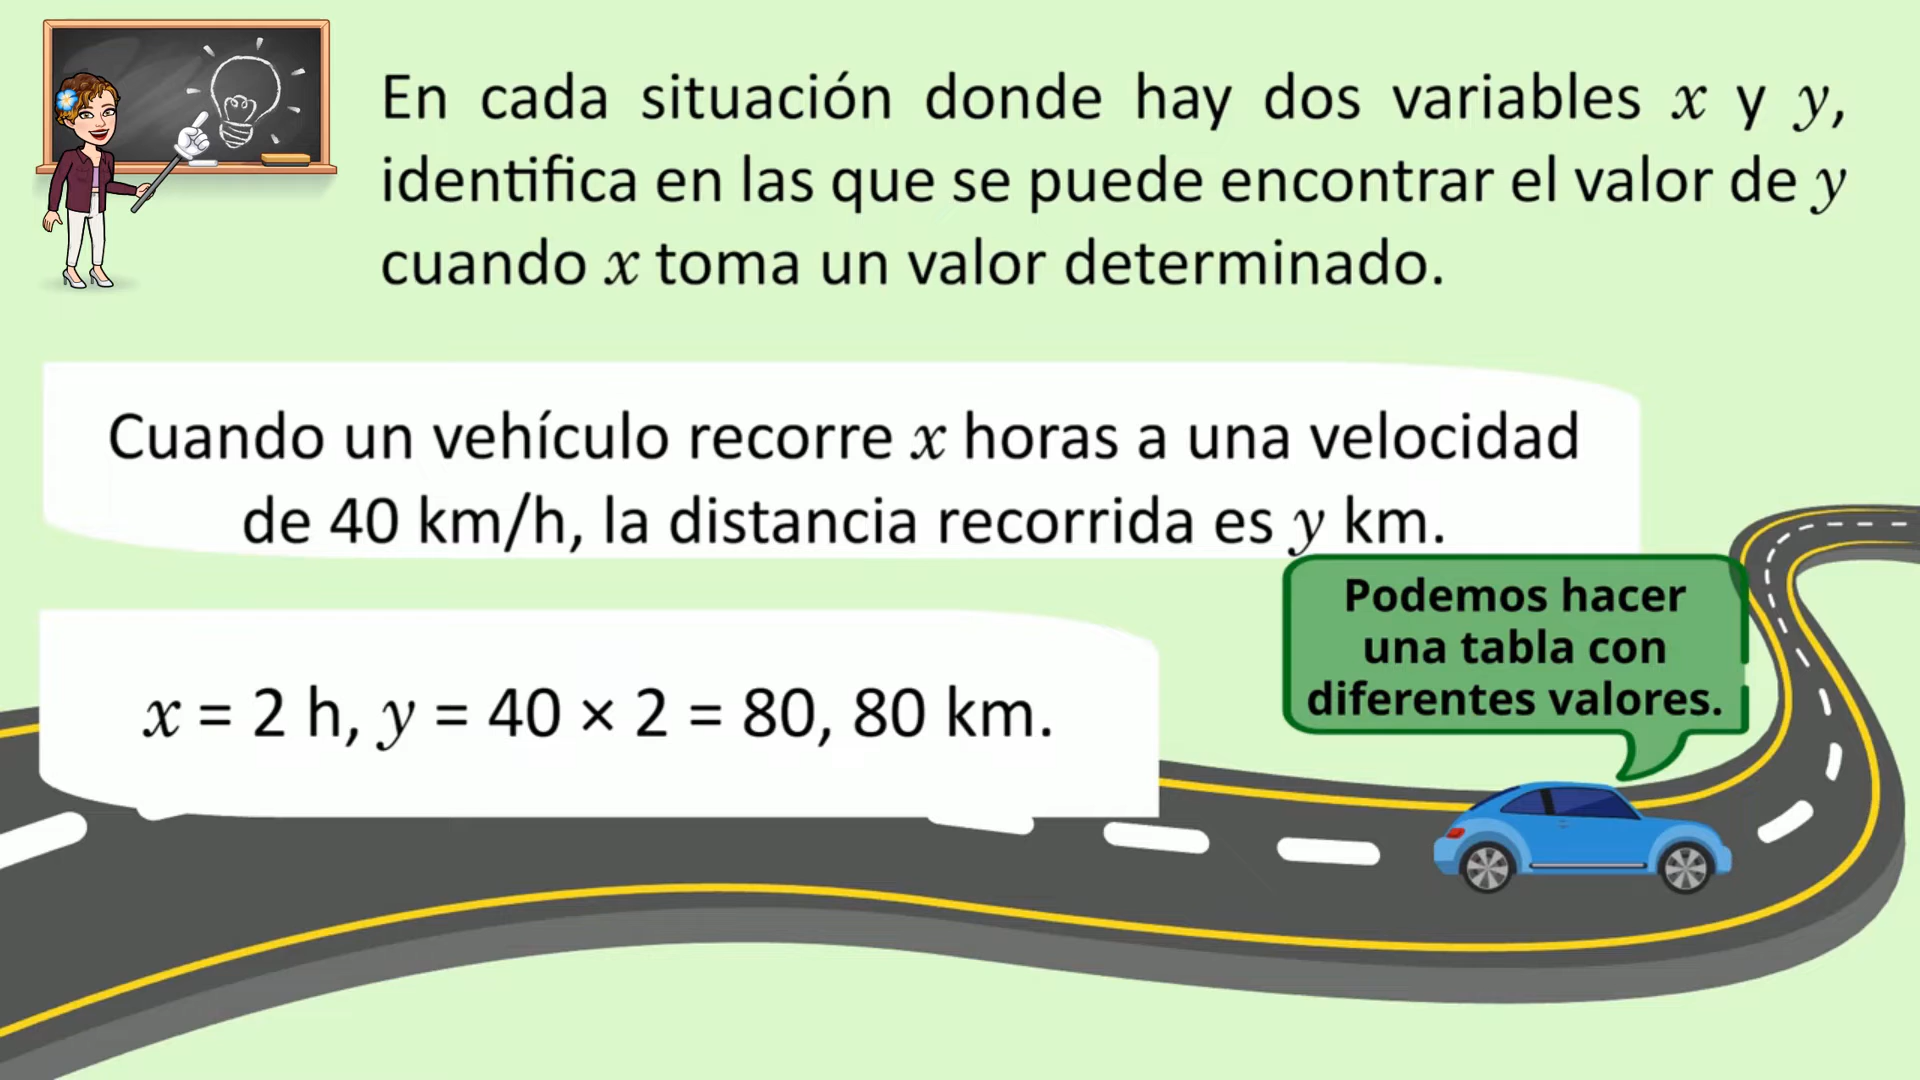 En cada situación donde hay dos variables x y y,
identifica en las que se puede encontrar el valor de y
cuando x toma un valor determinado.
Cuando un vehículo recorre x horas a una velocidad
de 40 km/h, la distancia recorrida es y km.
x = 2 h, y = 40 × 2 = 80, 80 km.
Podemos hacer
una tabla con
diferentes valores.